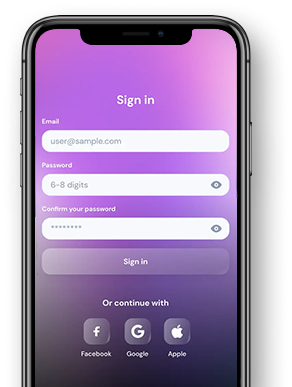 Sign in
Email
user@sample.com
Password
6-8 digits
Confirm your password
********
Sign in
Or continue with
Facebook Google Apple